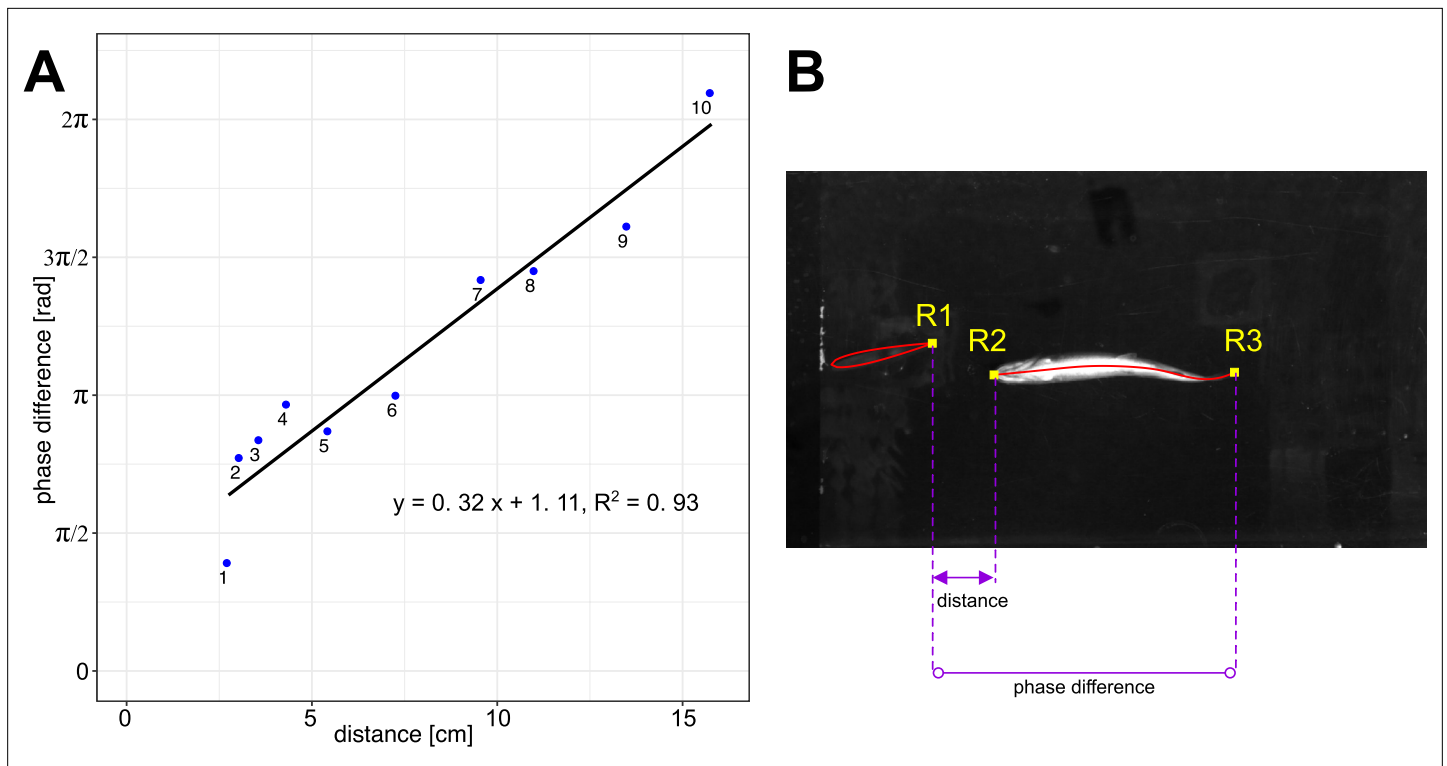 A
B
2π
3π/2
π
π/2
0
phase difference [rad]
10
9
8
7
6
5
4
3
2
1
y = 0. 32 x + 1. 11, R² = 0. 93
0
5
10
15
distance [cm]
R1
R2
R3
distance
phase difference